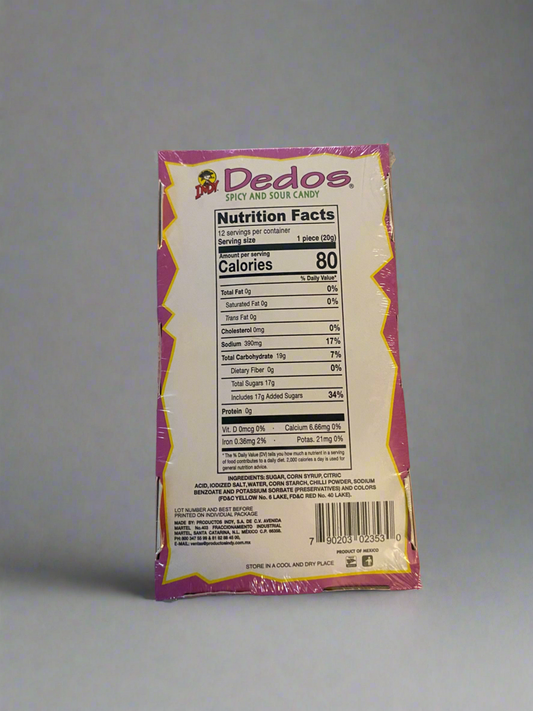 INDY Dedos®
SPICY AND SOUR CANDY
Nutrition Facts
12 servings per container
Serving size 1 piece (20g)
Amount per serving
Calories 80
% Daily Value*
Total Fat 0g 0%
Saturated Fat 0g 0%
Trans Fat 0g
Cholesterol 0mg 0%
Sodium 390mg 17%
Total Carbohydrate 19g 7%
Dietary Fiber 0g 0%
Total Sugars 17g
Includes 17g Added Sugars 34%
Protein 0g
Vit. D 0mcg 0% · Calcium 6.66mg 0%
Iron 0.36mg 2% · Potas. 21mg 0%
* The % Daily Value (DV) tells you how much a nutrient in a serving
of food contributes to a daily diet. 2,000 calories a day is used for
general nutrition advice.
INGREDIENTS: SUGAR, CORN SYRUP, CITRIC
ACID, IODIZED SALT, WATER, CORN STARCH, CHILLI POWDER, SODIUM
BENZOATE AND POTASSIUM SORBATE (PRESERVATIVES) AND COLORS
(FD&C YELLOW No. 6 LAKE, FD&C RED No. 40 LAKE).
LOT NUMBER AND BEST BEFORE
PRINTED ON INDIVIDUAL PACKAGE
MADE BY: PRODUCTOS INDY, S.A. DE C.V. AVENIDA
MARTEL No.403 FRACCIONAMIENTO INDUSTRIAL
MARTEL, SANTA CATARINA, N.L. MÉXICO C.P. 66358.
E-MAIL: ventas@productosindy.com.mx
7 90203 02353 0
PRODUCT OF MEXICO
STORE IN A COOL AND DRY PLACE